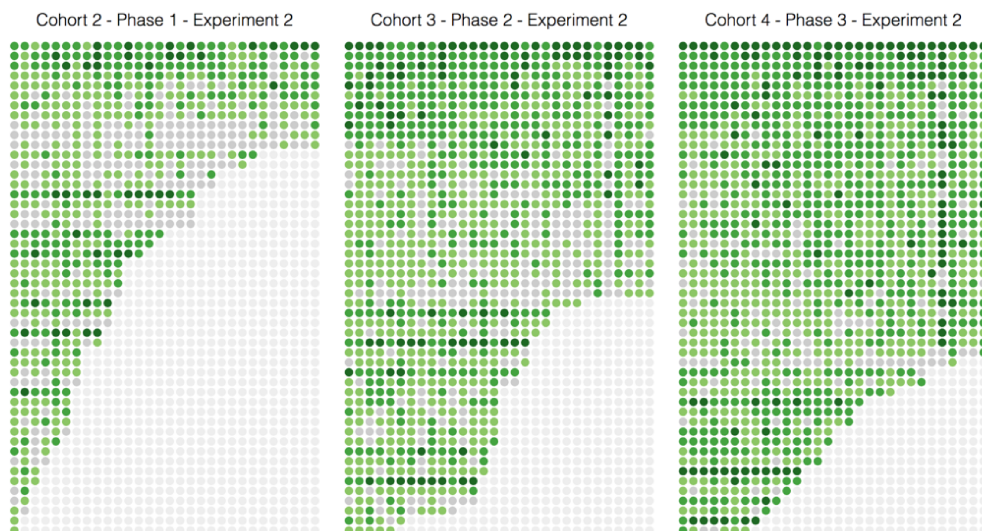 Cohort 2 - Phase 1 - Experiment 2
Cohort 3 - Phase 2 - Experiment 2
Cohort 4 - Phase 3 - Experiment 2